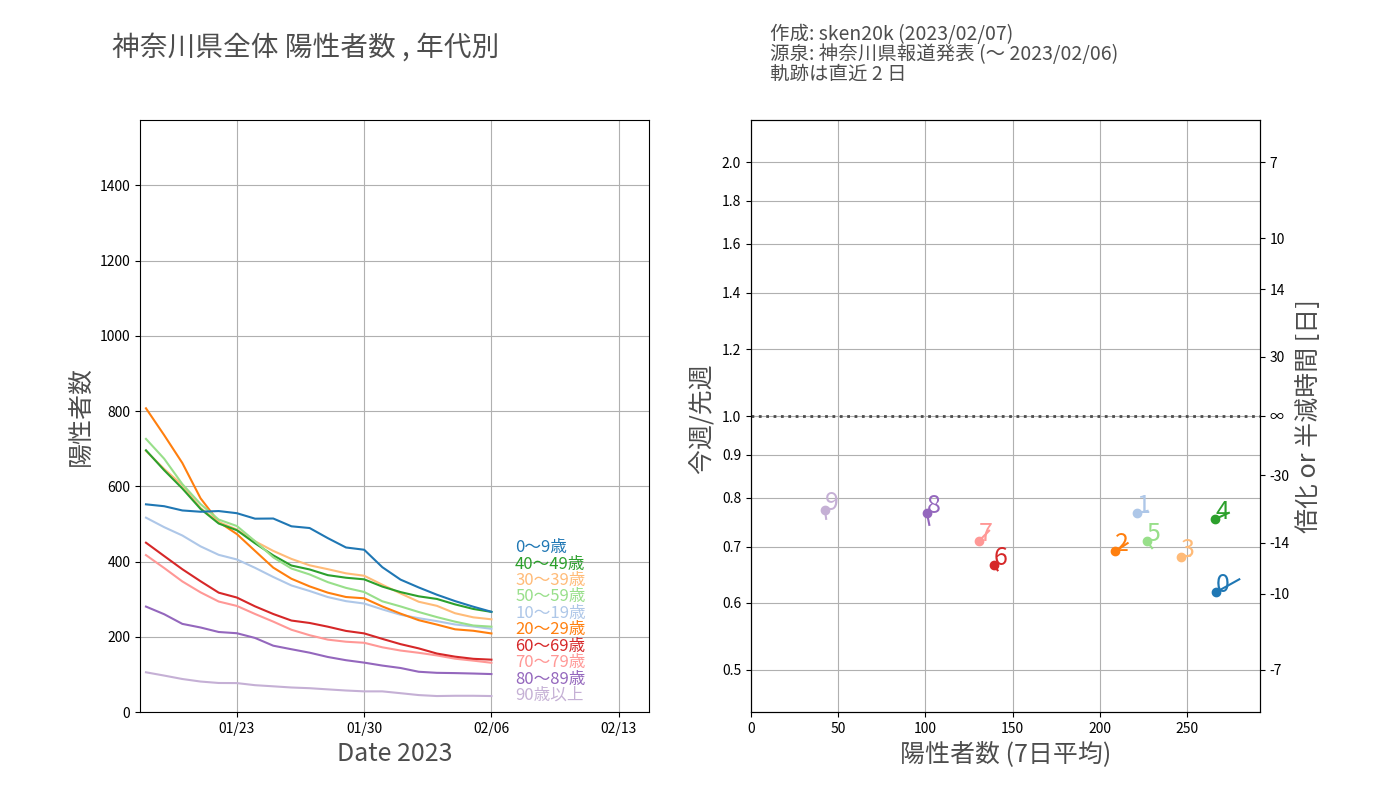 神奈川県全体 陽性者数 , 年代別
作成: sken20k (2023/02/07)
源泉: 神奈川県報道発表 (〜 2023/02/06)
軌跡は直近 2 日
陽性者数
1400
1200
1000
800
600
400
200
0
01/23
01/30
02/06
02/13
Date 2023
0〜9歳
40〜49歳
30〜39歳
50〜59歳
10〜19歳
20〜29歳
60〜69歳
70〜79歳
80〜89歳
90歳以上
今週/先週
2.0
1.8
1.6
1.4
1.2
1.0
0.9
0.8
0.7
0.6
0.5
9
8
7
6
1
2
5
3
4
0
0
50
100
150
200
250
陽性者数 (7日平均)
7
10
14
30
∞
-30
-14
-10
-7
倍化 or 半減時間 [日]